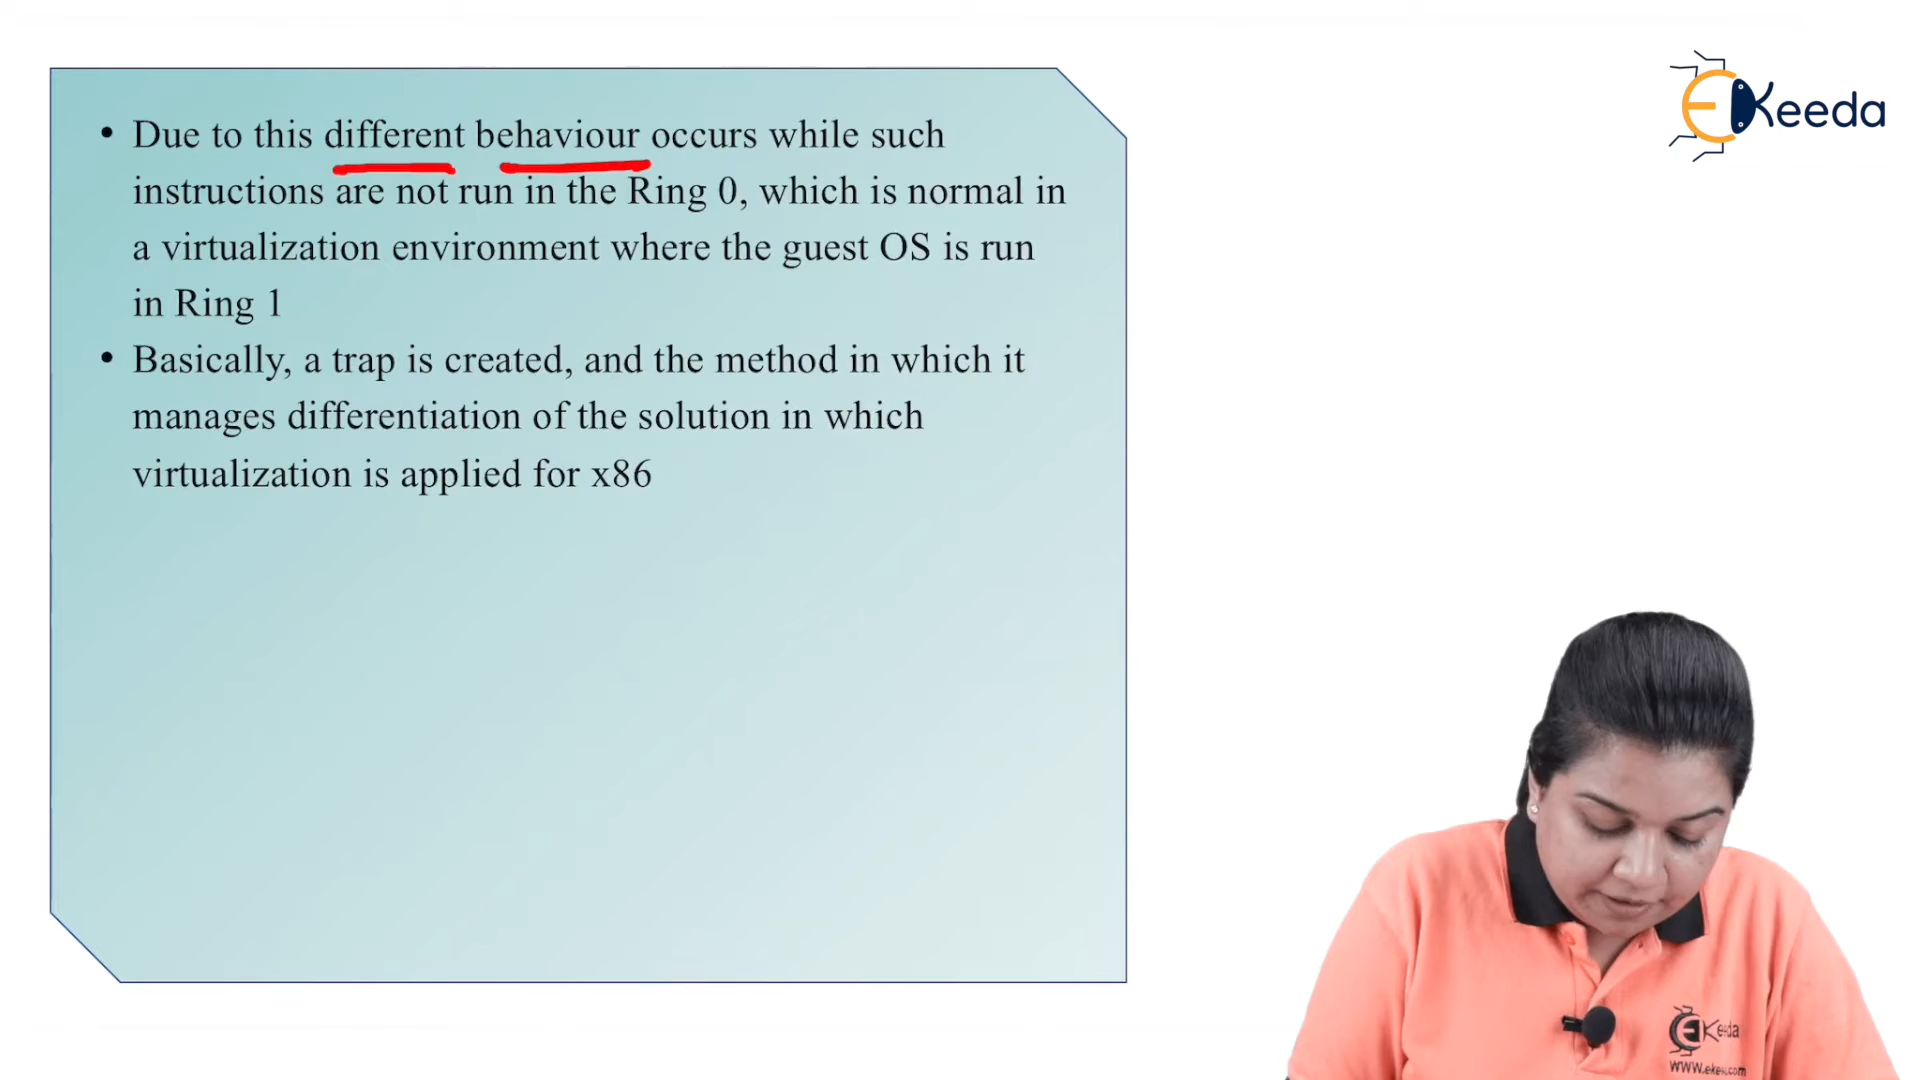 • Due to this different behaviour occurs while such
instructions are not run in the Ring 0, which is normal in
a virtualization environment where the guest OS is run
in Ring 1
• Basically, a trap is created, and the method in which it
manages differentiation of the solution in which
virtualization is applied for x86
EKeeda
EKeeda